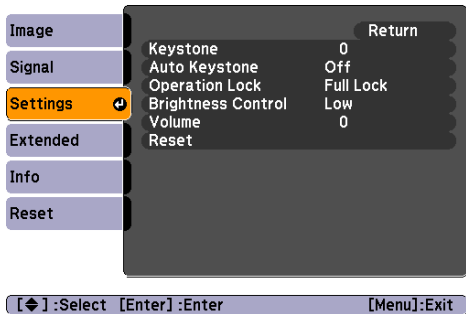 Image
Signal
Settings
Extended
Info
Reset
Return
Keystone 0
Auto Keystone Off
Operation Lock Full Lock
Brightness Control Low
Volume 0
Reset
[◆] :Select [Enter] :Enter [Menu]:Exit